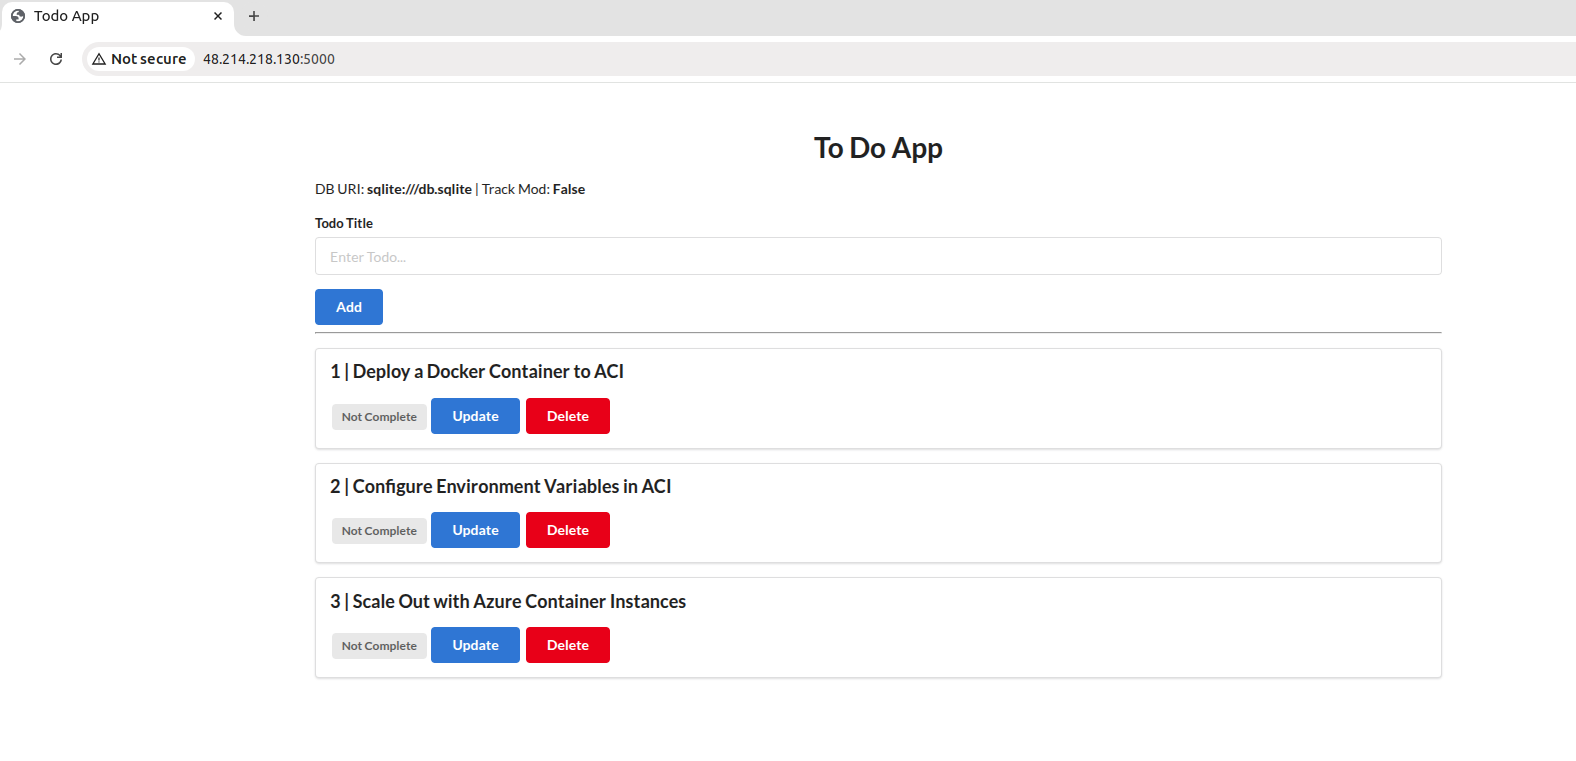 Todo App
Not secure 48.214.218.130:5000
To Do App
DB URI: sqlite:///db.sqlite | Track Mod: False
Todo Title
Enter Todo...
Add
1 | Deploy a Docker Container to ACI
Not Complete Update Delete
2 | Configure Environment Variables in ACI
Not Complete Update Delete
3 | Scale Out with Azure Container Instances
Not Complete Update Delete